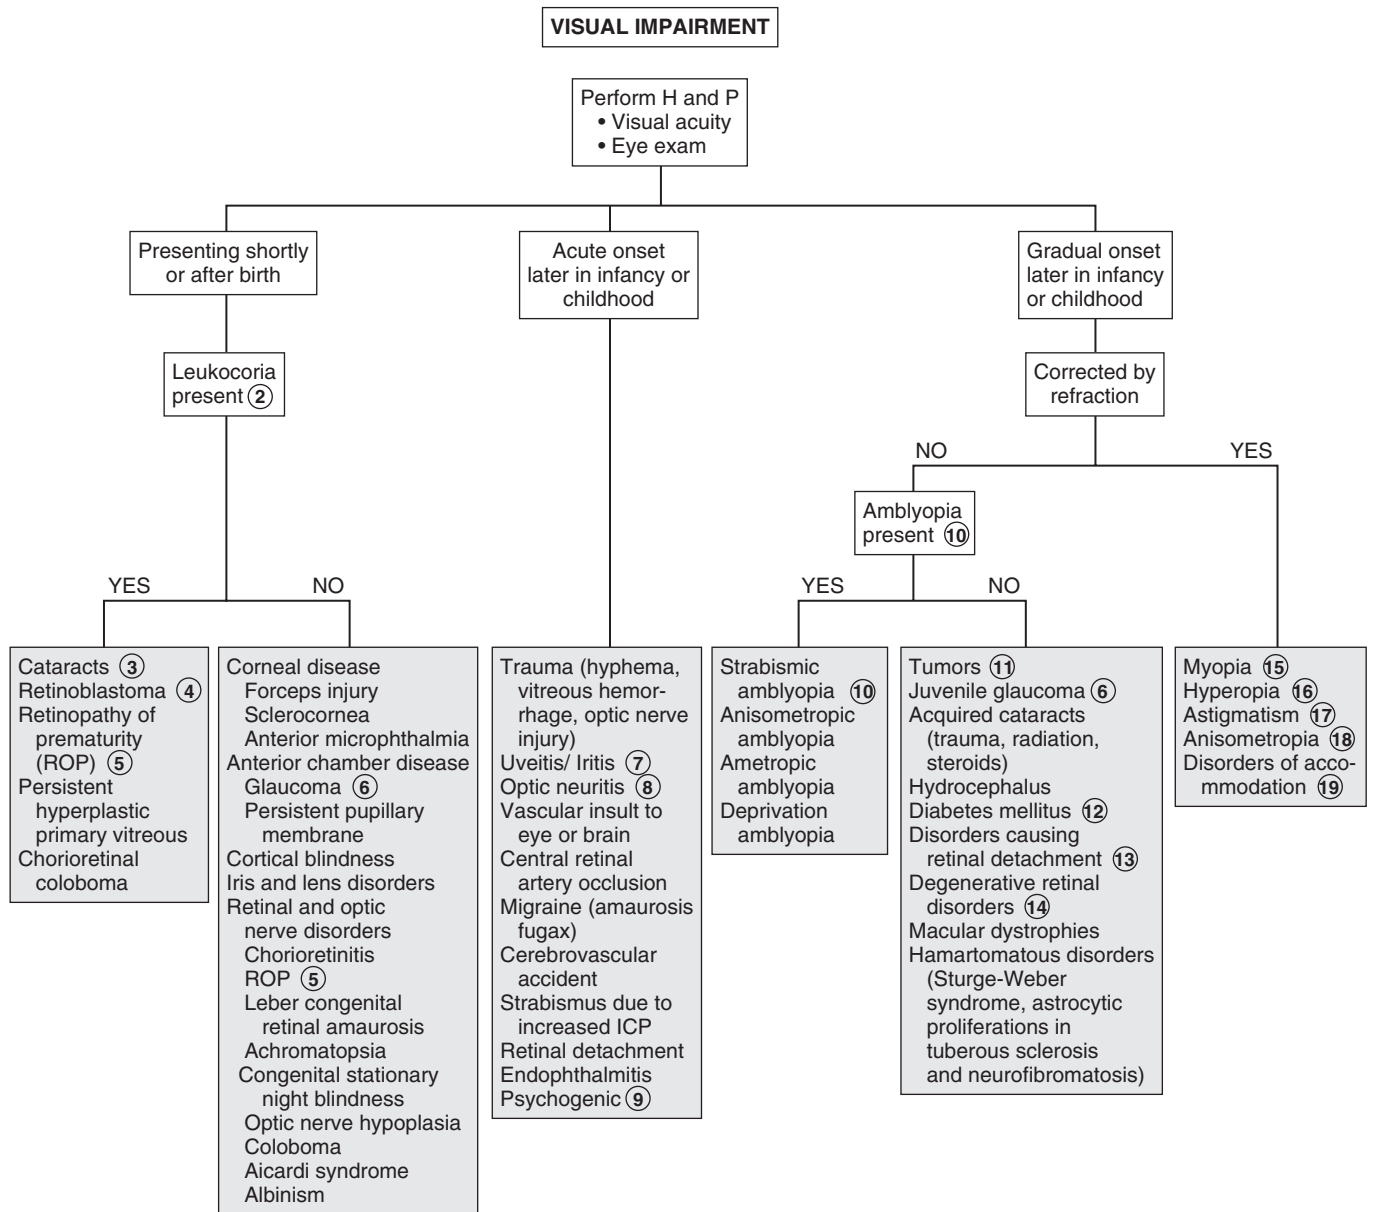 VISUAL IMPAIRMENT
Perform H and P
• Visual acuity
• Eye exam
Presenting shortly
or after birth
Acute onset
later in infancy or
childhood
Gradual onset
later in infancy
or childhood
Leukocoria
present 2
Corrected by
refraction
NO
YES
Amblyopia
present 10
YES
NO
YES
NO
Cataracts 3
Retinoblastoma 4
Retinopathy of
prematurity
(ROP) 5
Persistent
hyperplastic
primary vitreous
Chorioretinal
coloboma
Corneal disease
Forceps injury
Sclerocornea
Anterior microphthalmia
Anterior chamber disease
Glaucoma 6
Persistent pupillary
membrane
Cortical blindness
Iris and lens disorders
Retinal and optic
nerve disorders
Chorioretinitis
ROP 5
Leber congenital
retinal amaurosis
Achromatopsia
Congenital stationary
night blindness
Optic nerve hypoplasia
Coloboma
Aicardi syndrome
Albinism
Trauma (hyphema,
vitreous hemor-
rhage, optic nerve
injury)
Uveitis/ Iritis 7
Optic neuritis 8
Vascular insult to
eye or brain
Central retinal
artery occlusion
Migraine (amaurosis
fugax)
Cerebrovascular
accident
Strabismus due to
increased ICP
Retinal detachment
Endophthalmitis
Psychogenic 9
Strabismic
amblyopia 10
Anisometropic
amblyopia
Ametropic
amblyopia
Deprivation
amblyopia
Tumors 11
Juvenile glaucoma 6
Acquired cataracts
(trauma, radiation,
steroids)
Hydrocephalus
Diabetes mellitus 12
Disorders causing
retinal detachment 13
Degenerative retinal
disorders 14
Macular dystrophies
Hamartomatous disorders
(Sturge-Weber
syndrome, astrocytic
proliferations in
tuberous sclerosis
and neurofibromatosis)
Myopia 15
Hyperopia 16
Astigmatism 17
Anisometropia 18
Disorders of acco-
mmodation 19